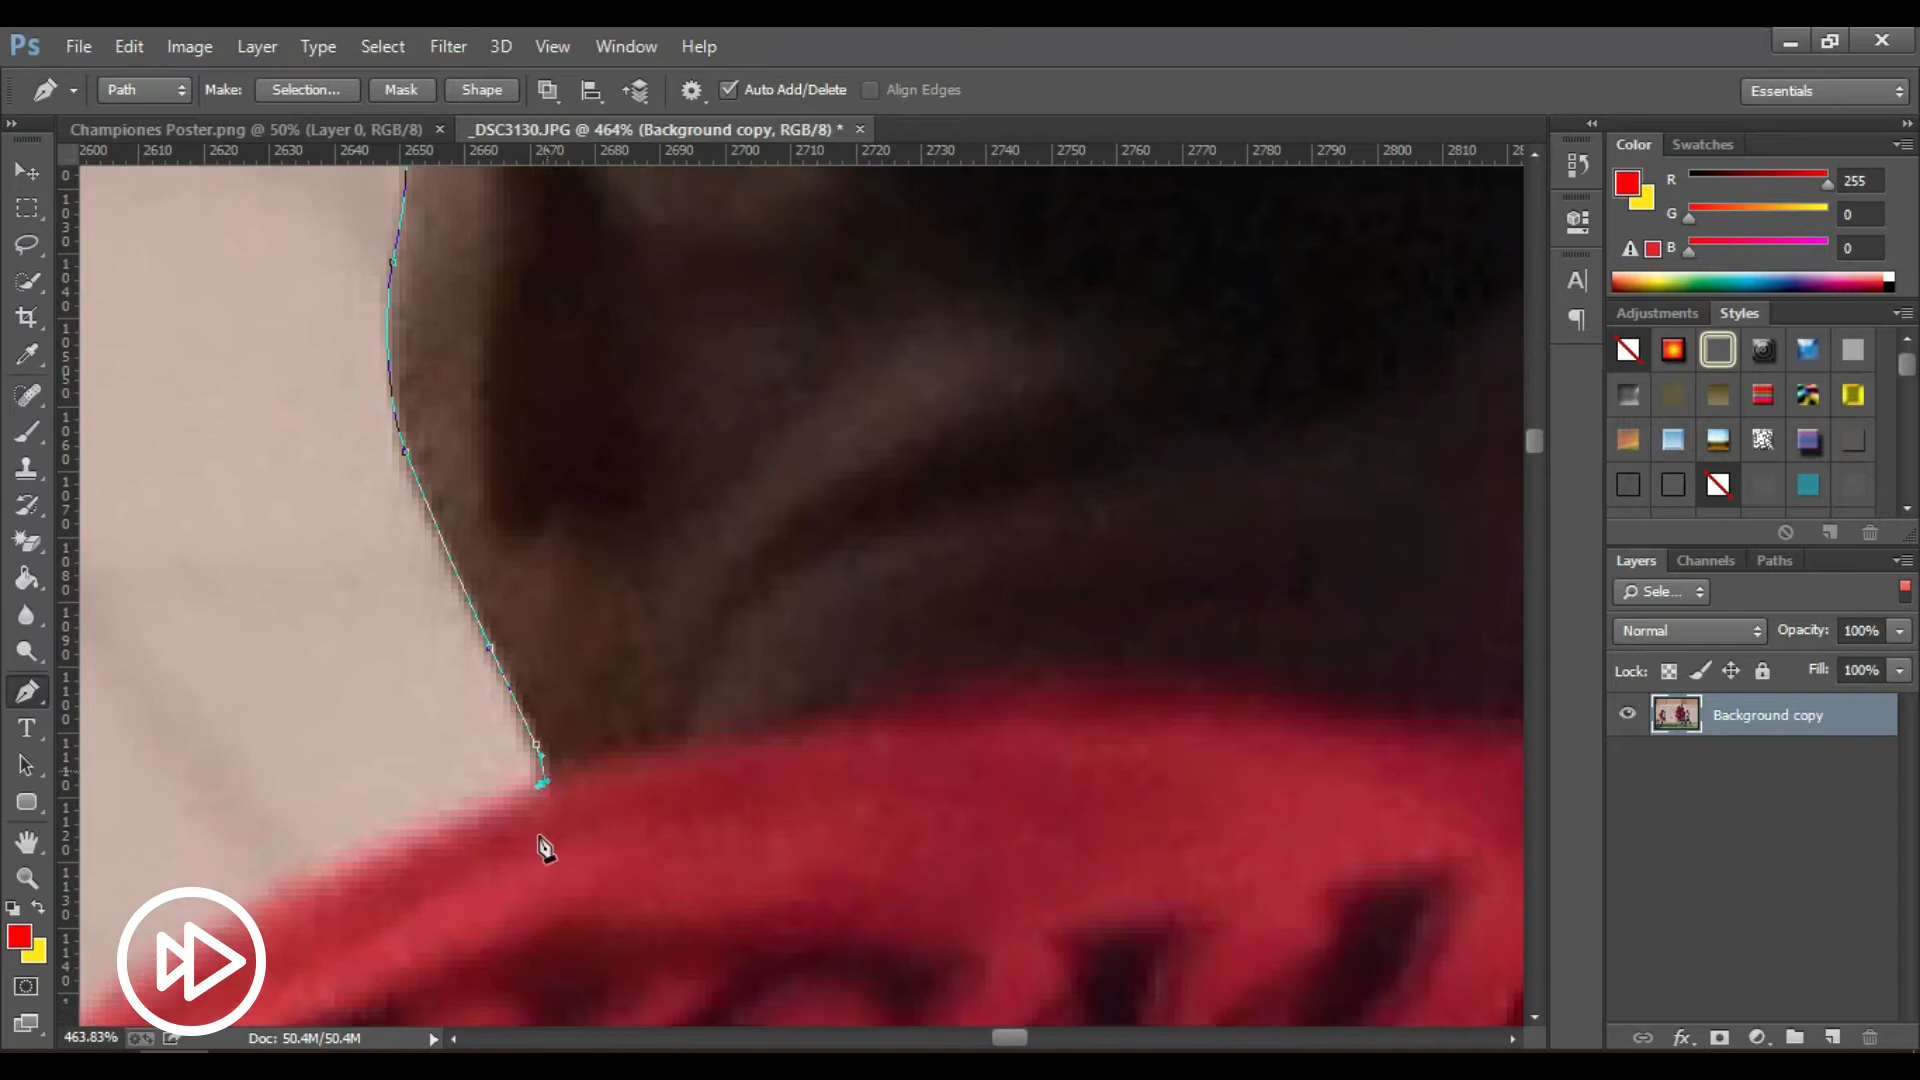 Ps File Edit Image Layer Type Select Filter 3D View Window Help
Path Make: Selection... Mask Shape Auto Add/Delete Align Edges Essentials
Championes Poster.png @ 50% (Layer 0, RGB/8) × _DSC3130.JPG @ 464% (Background copy, RGB/8) * ×
2600 2610 2620 2630 2640 2650 2660 2670 2680 2690 2700 2710 2720 2730 2740 2750 2760 2770 2780 2790 2800 2810
Color Swatches
R 255
G 0
B 0
Adjustments Styles
Layers Channels Paths
Sele...
Normal Opacity: 100%
Lock: Fill: 100%
Background copy
463.83% Doc: 50.4M/50.4M